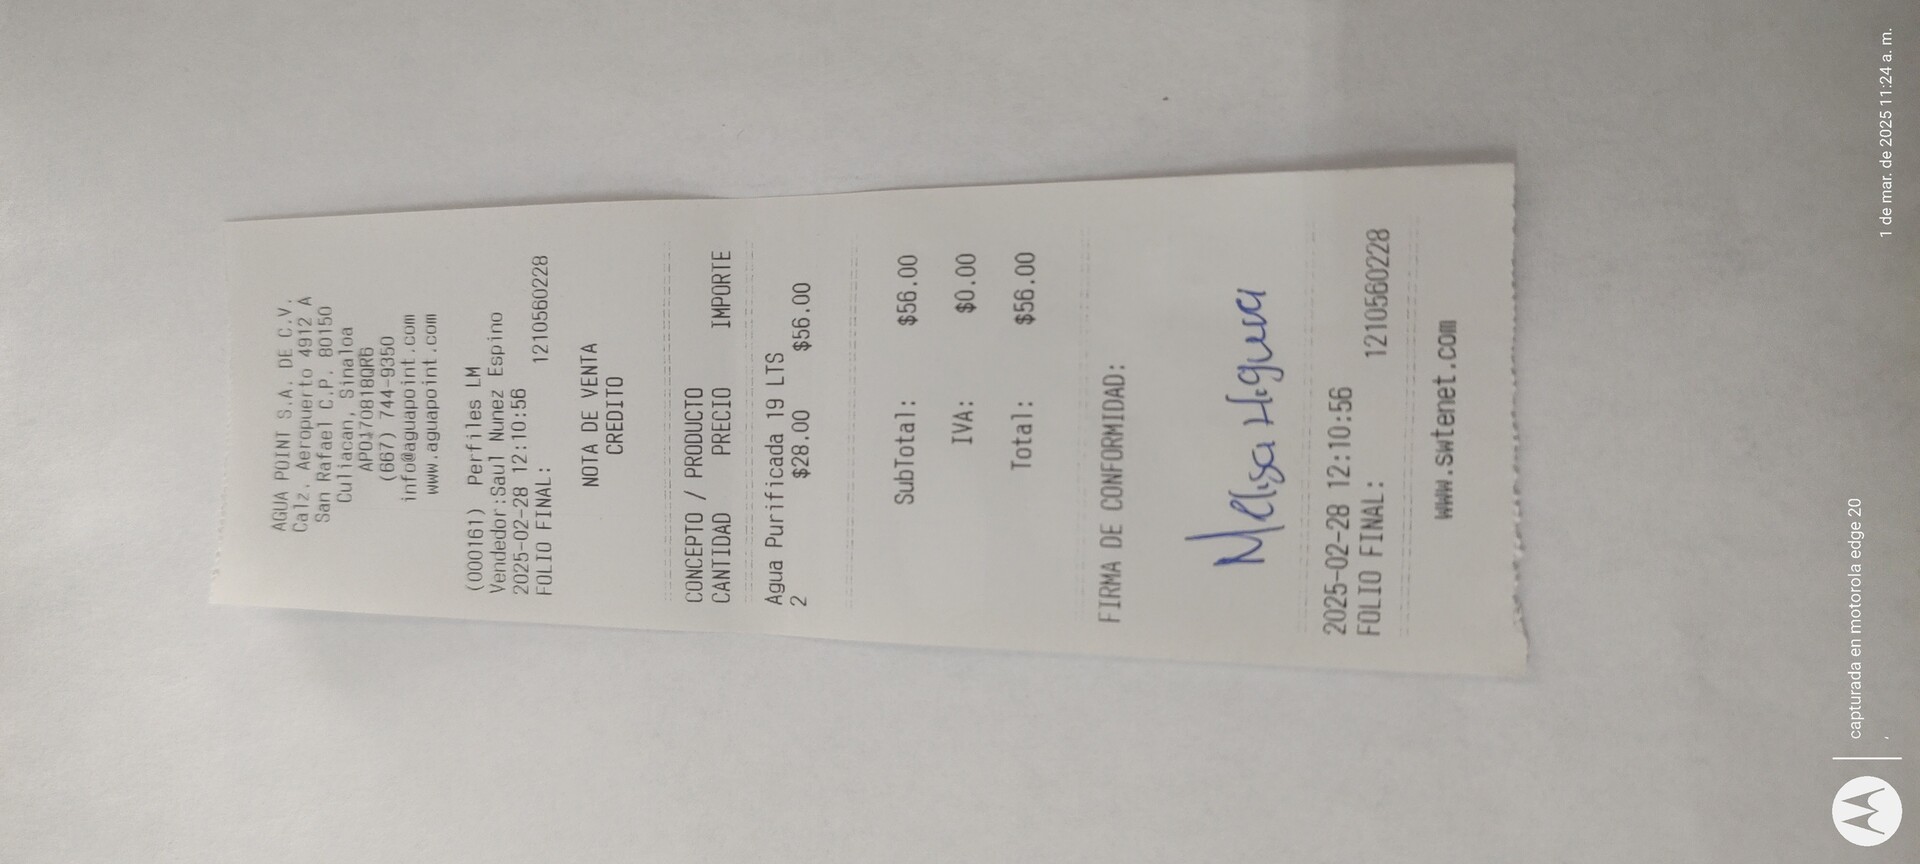 AGUA POINT S.A. DE C.V.
Calz. Aeropuerto 4912 A
San Rafael C.P. 80150
Culiacan, Sinaloa
APO170818QR6
(667) 744-9350
info@aguapoint.com
www.aguapoint.com
(000161) Perfiles LM
Vendedor:Saul Nunez Espino
2025-02-28 12:10:56
FOLIO FINAL: 1210560228
NOTA DE VENTA
CREDITO
CONCEPTO / PRODUCTO
CANTIDAD PRECIO IMPORTE
Agua Purificada 19 LTS
2 $28.00 $56.00
SubTotal: $56.00
IVA: $0.00
Total: $56.00
FIRMA DE CONFORMIDAD:
Melisa
2025-02-28 12:10:56
FOLIO FINAL: 1210560228
www.swtenet.com
capturada en motorola edge 20
1 de mar. de 2025 11:24 a. m.